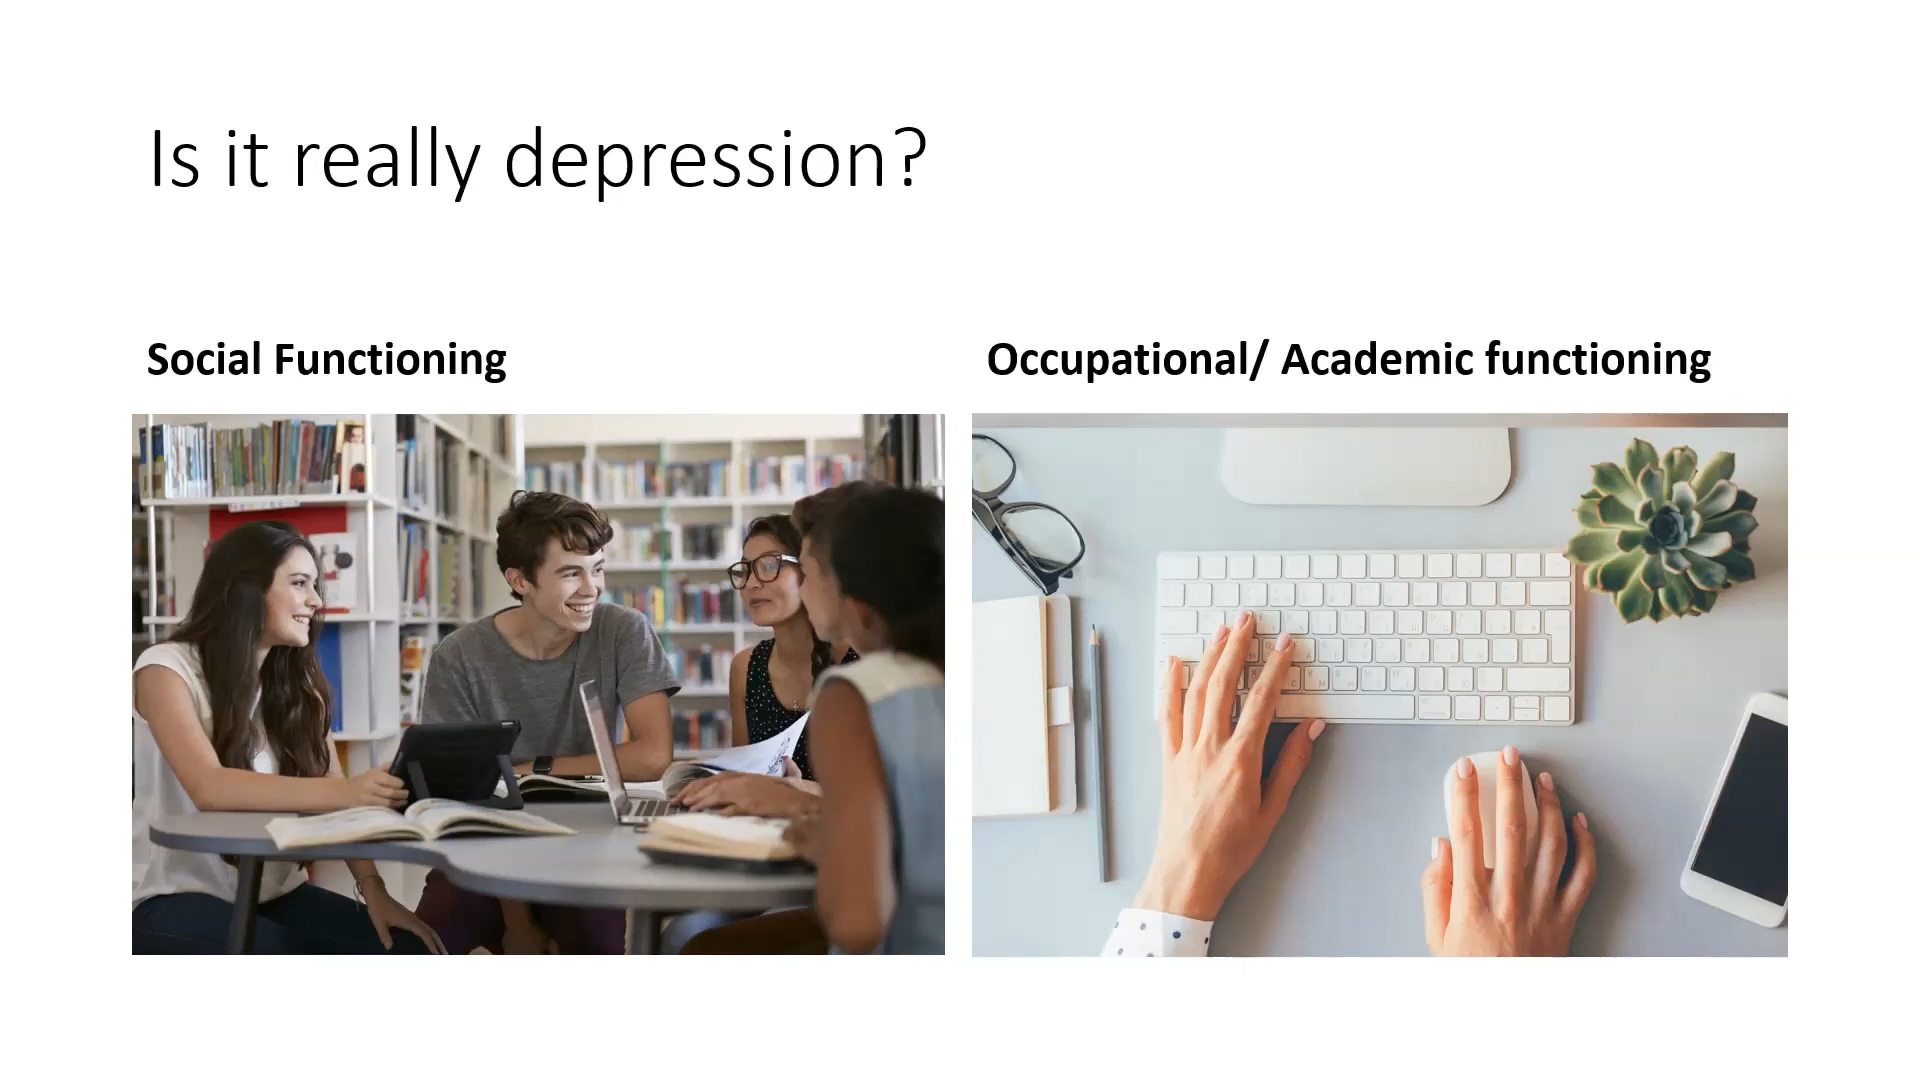 Is it really depression?
Social Functioning
Occupational/ Academic functioning